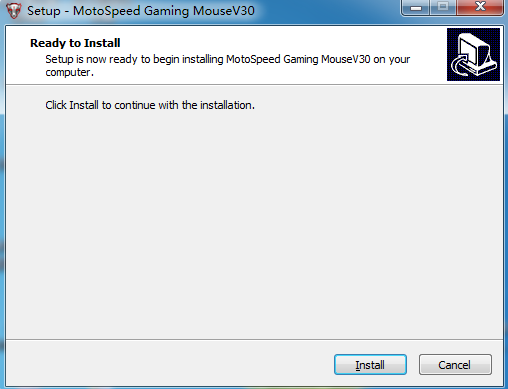 Setup - MotoSpeed Gaming MouseV30
Ready to Install
Setup is now ready to begin installing MotoSpeed Gaming MouseV30 on your
computer.
Click Install to continue with the installation.
Install
Cancel